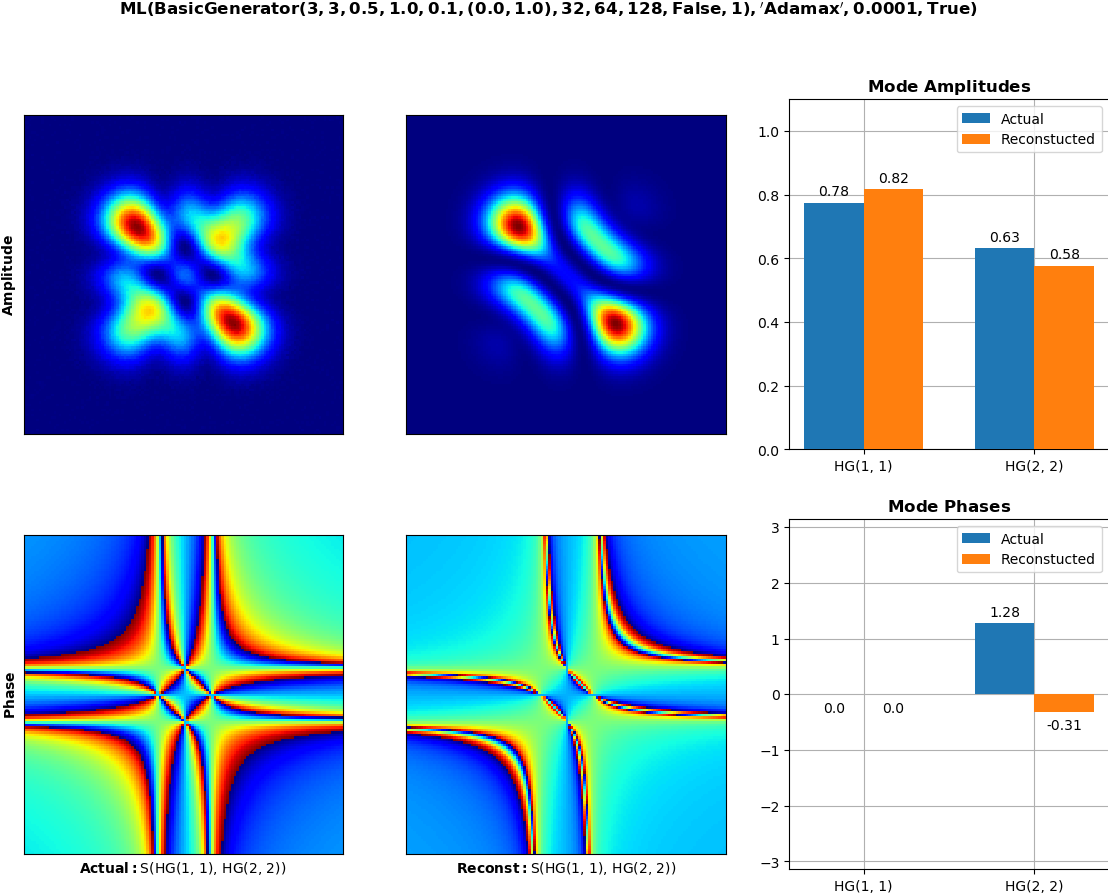 ML(BasicGenerator(3, 3, 0.5, 1.0, 0.1, (0.0, 1.0), 32, 64, 128, False, 1), 'Adamax', 0.0001, True)
Amplitude
Mode Amplitudes
Actual
Reconstucted
1.0
0.8
0.6
0.4
0.2
0.0
0.78
0.82
0.63
0.58
HG(1, 1)
HG(2, 2)
Phase
Actual: S(HG(1, 1), HG(2, 2))
Reconst: S(HG(1, 1), HG(2, 2))
Mode Phases
Actual
Reconstucted
3
2
1
0
−1
−2
−3
0.0
0.0
1.28
-0.31
HG(1, 1)
HG(2, 2)